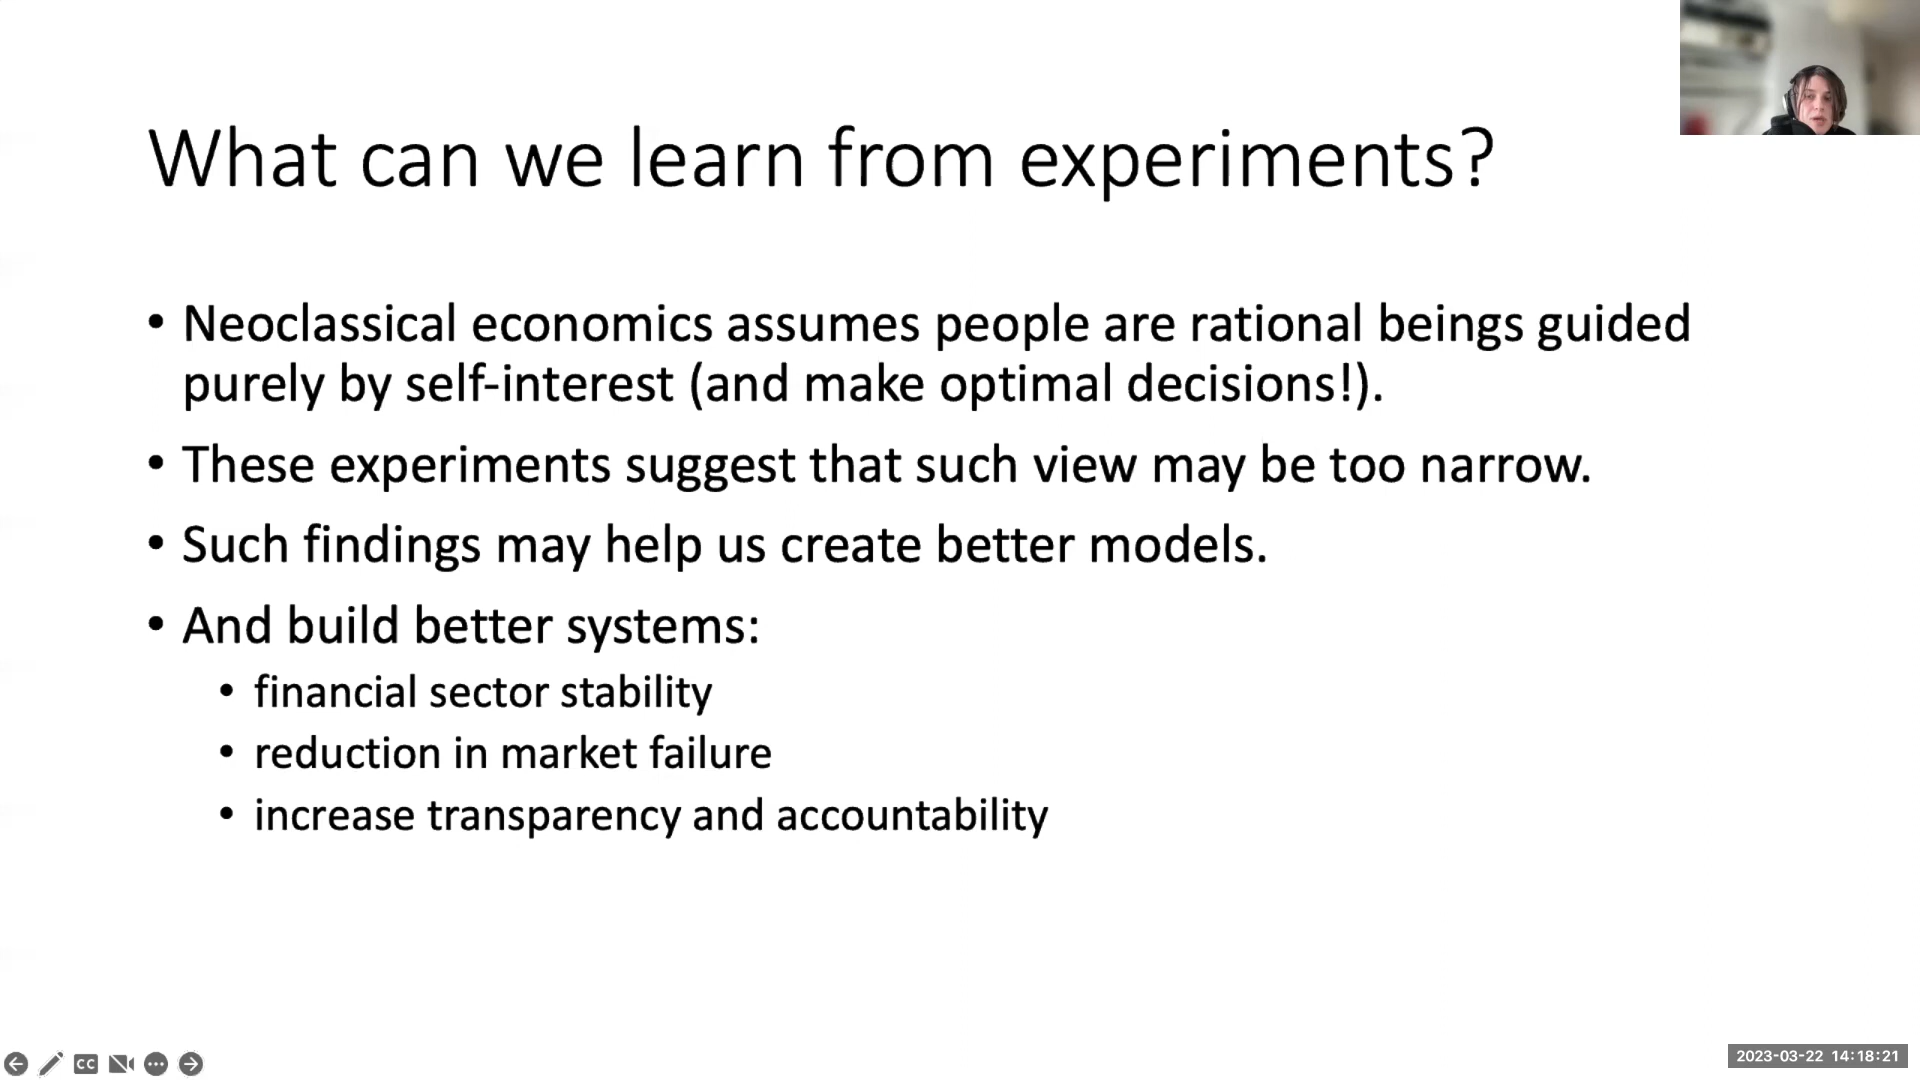 What can we learn from experiments?
• Neoclassical economics assumes people are rational beings guided
purely by self-interest (and make optimal decisions!).
• These experiments suggest that such view may be too narrow.
• Such findings may help us create better models.
• And build better systems:
• financial sector stability
• reduction in market failure
• increase transparency and accountability
CC
2023-03-22 14:18:21